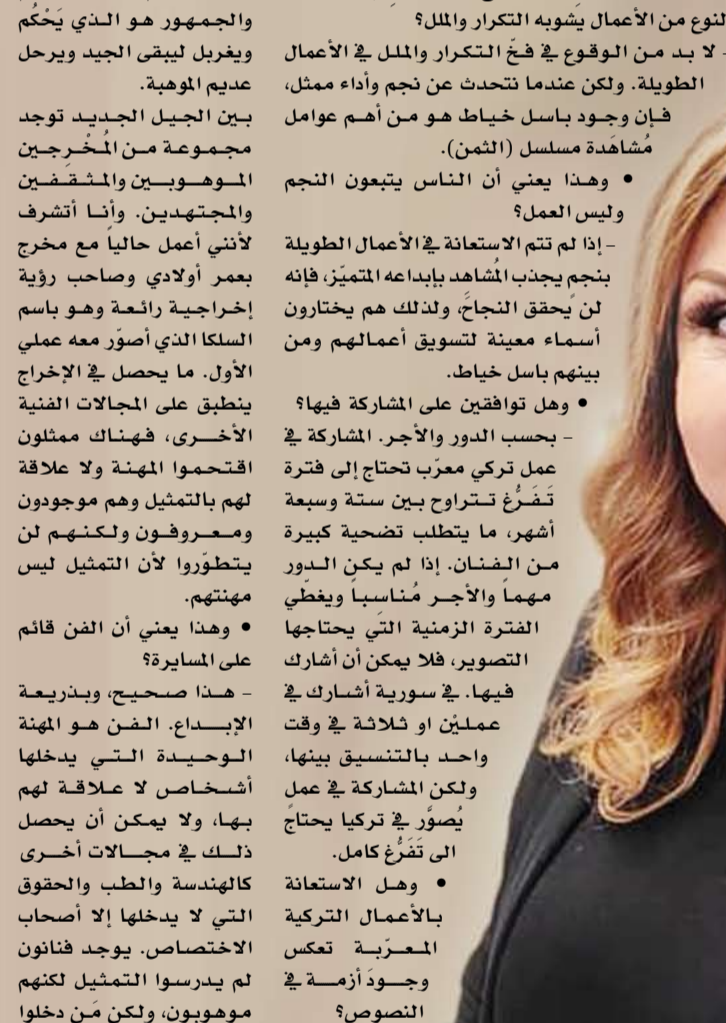 النوع من الأعمال يَشوبه التكرار والملل؟
- لا بد من الوقوع في فخّ التكرار والملل في الأعمال
الطويلة. ولكن عندما نتحدث عن نجم وأداء ممثل،
فإن وجود باسل خياط هو من أهم عوامل
مُشاهَدة مسلسل (الثمن).
• وهذا يعني أن الناس يتبعون النجم
وليس العمل؟
- إذا لم تتم الاستعانة في الأعمال الطويلة
بنجم يجذب المُشاهد بإبداعه المتميّز، فإنه
لن يحقق النجاحَ، ولذلك هم يختارون
أسماء معينة لتسويق أعمالهم ومن
بينهم باسل خياط.
• وهل توافقين على المشاركة فيها؟
- بحسب الدور والأجر. المشاركة في
عمل تركي معرّب تحتاج إلى فترة
تَفَرُّغ تتراوح بين ستة وسبعة
أشهر، ما يتطلب تضحية كبيرة
من الفنان. إذا لم يكن الدور
مهماً والأجر مُناسباً ويغطّي
الفترة الزمنية التي يحتاجها
التصوير، فلا يمكن أن أشارك
فيها. في سورية أشارك في
عمليْن او ثلاثة في وقت
واحد بالتنسيق بينها،
ولكن المشاركة في عمل
يُصوَّر في تركيا يحتاج
الى تَفَرُّغ كامل.
• وهل الاستعانة
بالأعمال التركية
المعرّبة تعكس
وجودَ أزمة في
النصوص؟
والجمهور هو الذي يَحْكُم
ويغربل ليبقى الجيد ويرحل
عديم الموهبة.
بين الجيل الجديد توجد
مجموعة من المُخْرجين
الموهوبين والمثقفين
والمجتهدين. وأنا أتشرف
لأنني أعمل حالياً مع مخرج
بعمر أولادي وصاحب رؤية
إخراجية رائعة وهو باسم
السلكا الذي أصوّر معه عملي
الأول. ما يحصل في الإخراج
ينطبق على المجالات الفنية
الأخرى، فهناك ممثلون
اقتحموا المهنة ولا علاقة
لهم بالتمثيل وهم موجودون
ومعروفون ولكنهم لن
يتطوّروا لأن التمثيل ليس
مهنتهم.
• وهذا يعني أن الفن قائم
على المسايرة؟
- هذا صحيح، وبذريعة
الإبداع. الفن هو المهنة
الوحيدة التي يدخلها
أشخاص لا علاقة لهم
بها، ولا يمكن أن يحصل
ذلك في مجالات أخرى
كالهندسة والطب والحقوق
التي لا يدخلها إلا أصحاب
الاختصاص. يوجد فنانون
لم يدرسوا التمثيل لكنهم
موهوبون، ولكن مَن دخلوا